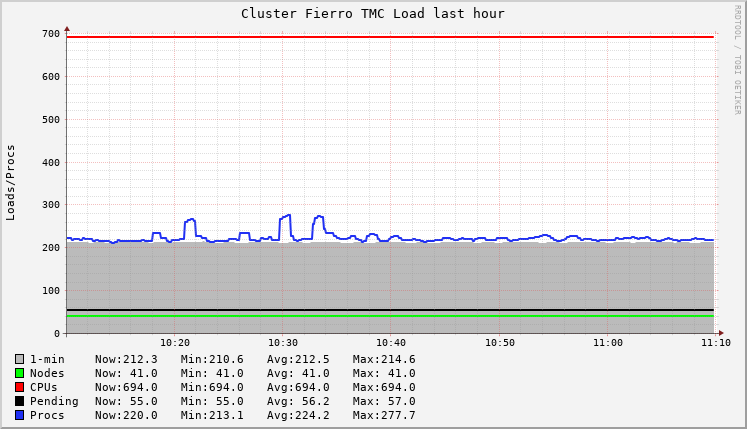 Cluster Fierro TMC Load last hour
RRDTOOL / TOBI OETIKER
Loads/Procs
700
600
500
400
300
200
100
0
10:20 10:30 10:40 10:50 11:00 11:10
1-min Now:212.3 Min:210.6 Avg:212.5 Max:214.6
Nodes Now: 41.0 Min: 41.0 Avg: 41.0 Max: 41.0
CPUs Now:694.0 Min:694.0 Avg:694.0 Max:694.0
Pending Now: 55.0 Min: 55.0 Avg: 56.2 Max: 57.0
Procs Now:220.0 Min:213.1 Avg:224.2 Max:277.7